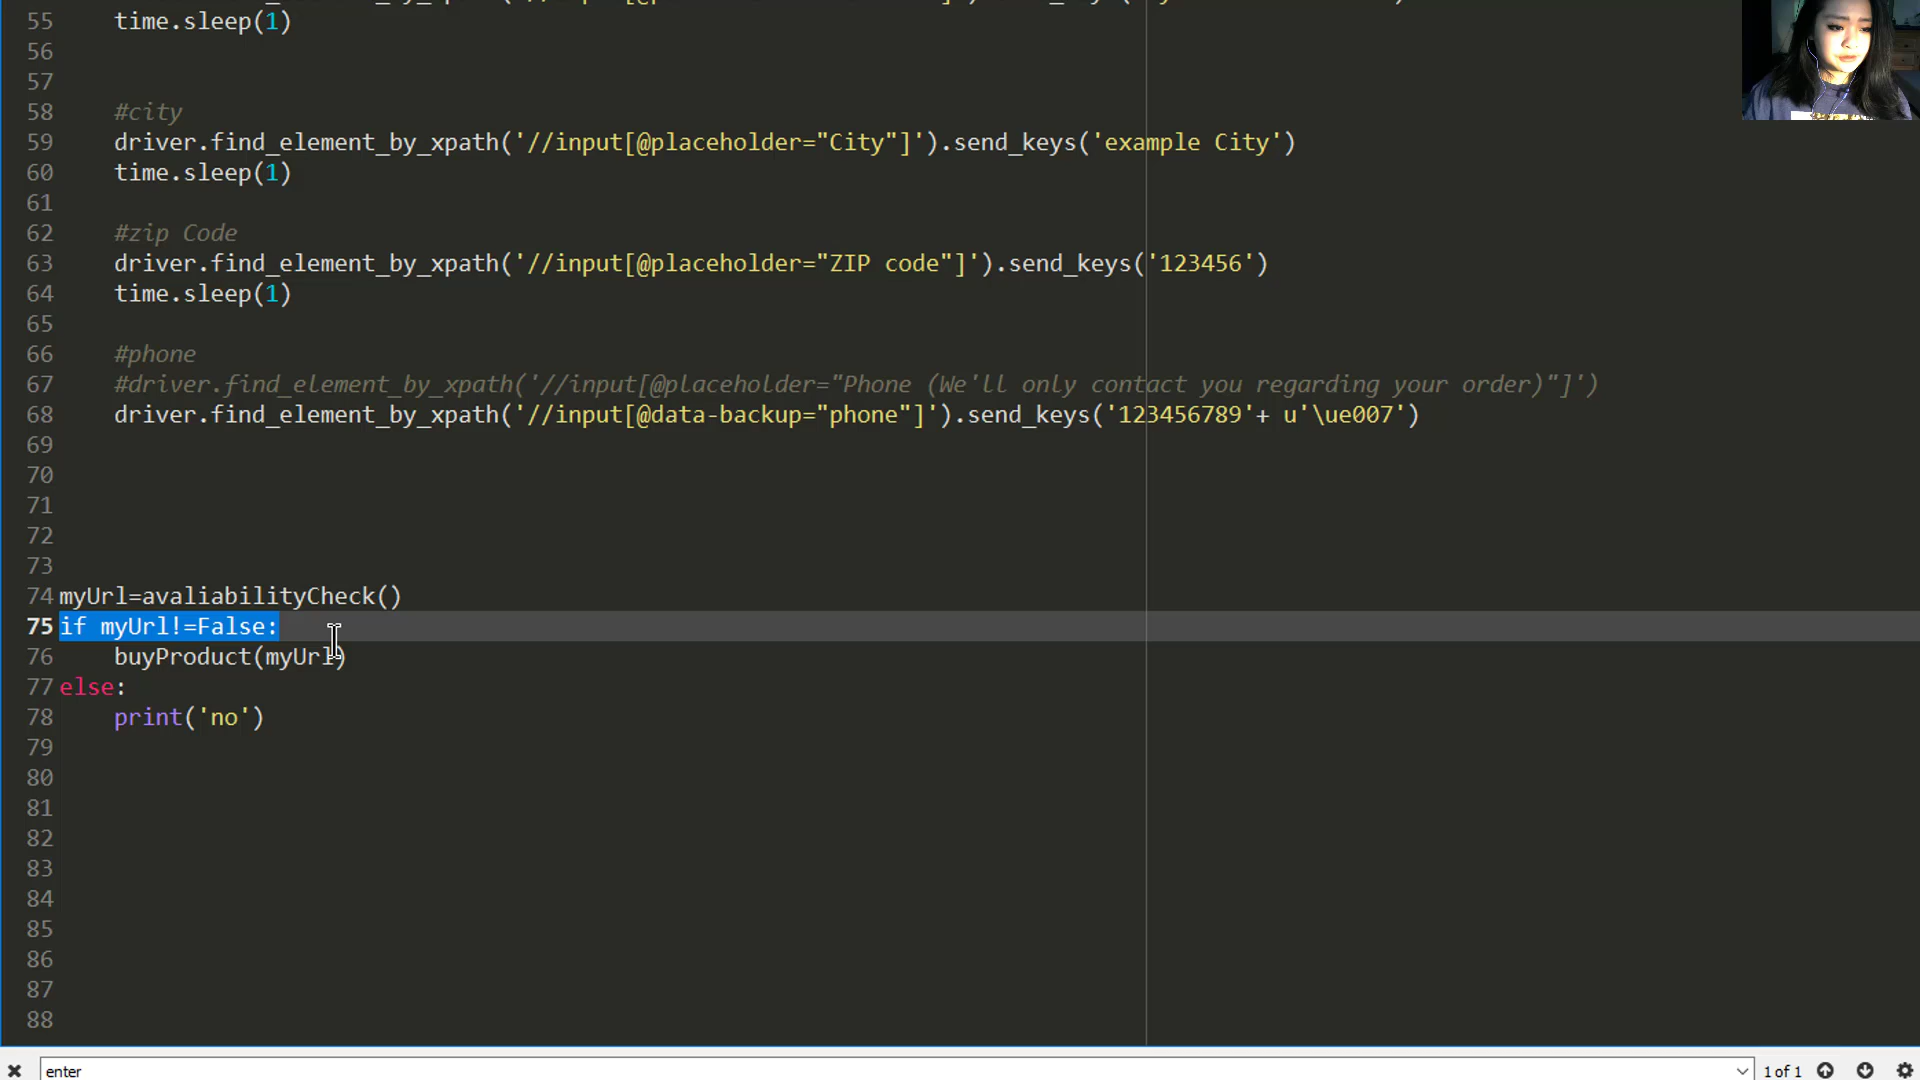 55 time.sleep(1)
56
57
58 #city
59 driver.find_element_by_xpath('//input[@placeholder="City"]').send_keys('example City')
60 time.sleep(1)
61
62 #zip Code
63 driver.find_element_by_xpath('//input[@placeholder="ZIP code"]').send_keys('123456')
64 time.sleep(1)
65
66 #phone
67 #driver.find_element_by_xpath('//input[@placeholder="Phone (We'll only contact you regarding your order)"]')
68 driver.find_element_by_xpath('//input[@data-backup="phone"]').send_keys('123456789'+ u'\ue007')
69
70
71
72
73
74 myUrl=avaliabilityCheck()
75 if myUrl!=False:
76 buyProduct(myUrl)
77 else:
78 print('no')
79
80
81
82
83
84
85
86
87
88
enter 1 of 1